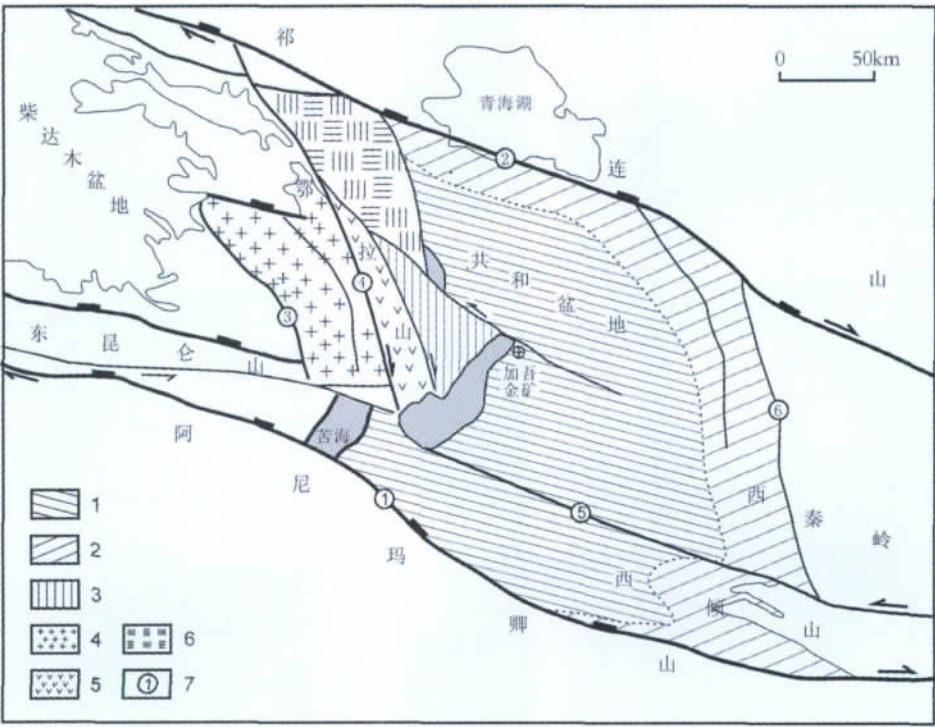 祁
连
山
0 50km
青海湖
柴
达
木
盆
地
鄂
拉
山
共
和
盆
地
②
④
③
⑥
东
昆
仑
山
加吾
金矿
苦海
阿
尼
玛
卿
山
①
⑤
西
秦
岭
西
倾
山
1
2
3
4
5
6
① 7